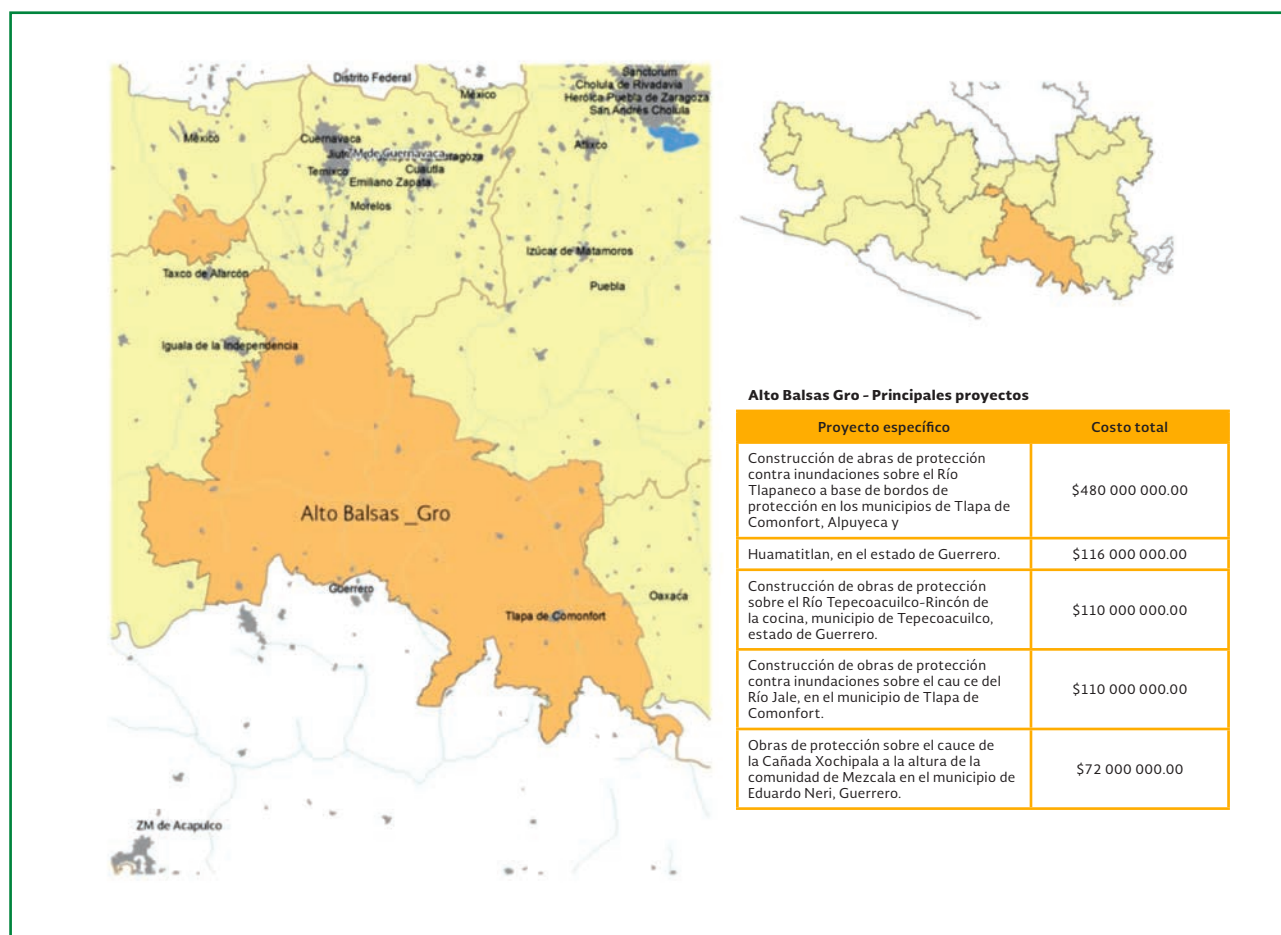 Distrito Federal
Sanctorum
Cholula de Rivadavia
Heróica Puebla de Zaragoza
San Andrés Cholula
México
México
Cuernavaca
Atlixco
Temixco
Cuautla
Emiliano Zapata
Morelos
Izúcar de Matamoros
Taxco de Alarcón
Puebla
Iguala de la Independencia
Alto Balsas _Gro
Guerrero
Oaxaca
Tlapa de Comonfort
ZM de Acapulco
Alto Balsas Gro - Principales proyectos
Proyecto específico
Costo total
Construcción de abras de protección
contra inundaciones sobre el Río
Tlapaneco a base de bordos de
protección en los municipios de Tlapa de
Comonfort, Alpuyeca y
$480 000 000.00
Huamatitlan, en el estado de Guerrero.
$116 000 000.00
Construcción de obras de protección
sobre el Río Tepecoacuilco-Rincón de
la cocina, municipio de Tepecoacuilco,
estado de Guerrero.
$110 000 000.00
Construcción de obras de protección
contra inundaciones sobre el cau ce del
Río Jale, en el municipio de Tlapa de
Comonfort.
$110 000 000.00
Obras de protección sobre el cauce de
la Cañada Xochipala a la altura de la
comunidad de Mezcala en el municipio de
Eduardo Neri, Guerrero.
$72 000 000.00